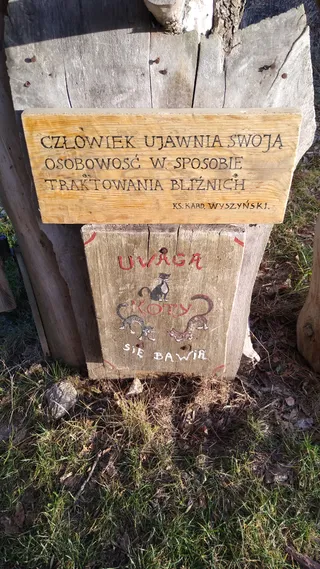 CZŁOWIEK UJAWNIA SWOJĄ
OSOBOWOŚĆ W SPOSOBIE
TRAKTOWANIA BLIŹNICH
KS. KARD. WYSZYŃSKI.
UWAGA
KOTY
SIĘ BAWIĄ